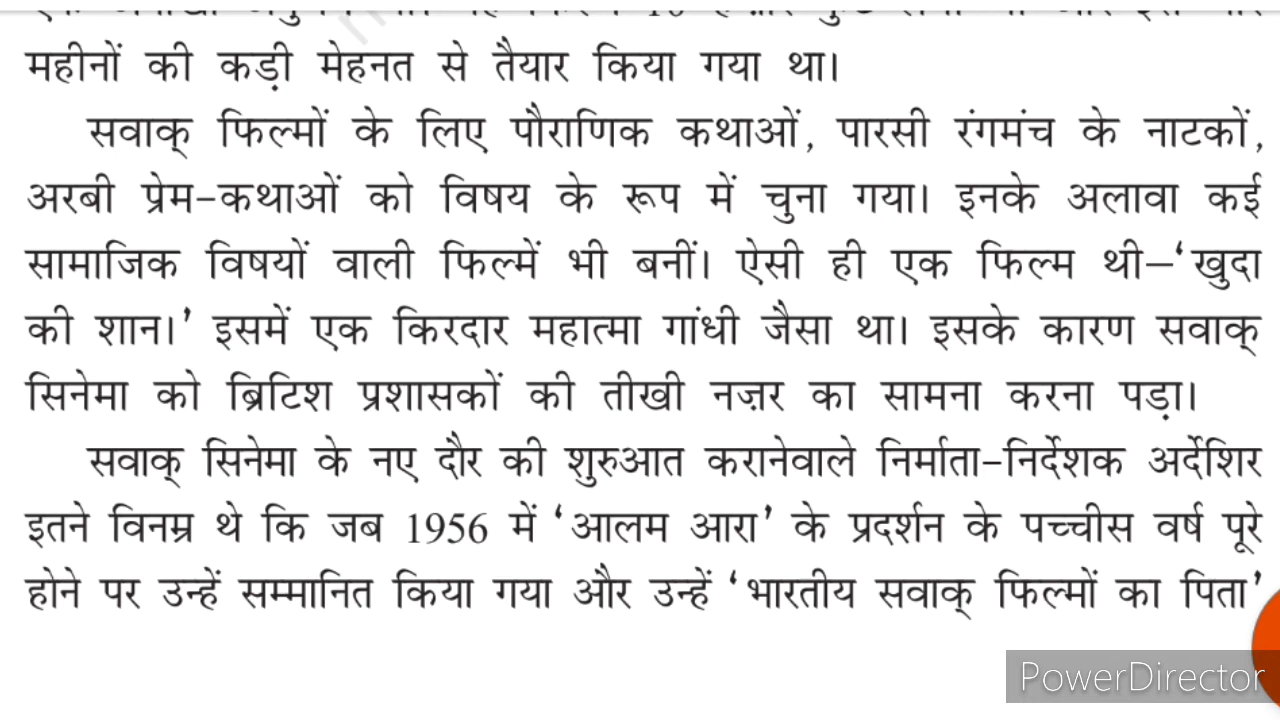 महीनों की कड़ी मेहनत से तैयार किया गया था।
सवाक् फिल्मों के लिए पौराणिक कथाओं, पारसी रंगमंच के नाटकों,
अरबी प्रेम-कथाओं को विषय के रूप में चुना गया। इनके अलावा कई
सामाजिक विषयों वाली फिल्में भी बनीं। ऐसी ही एक फिल्म थी–‘खुदा
की शान।’ इसमें एक किरदार महात्मा गांधी जैसा था। इसके कारण सवाक्
सिनेमा को ब्रिटिश प्रशासकों की तीखी नज़र का सामना करना पड़ा।
सवाक् सिनेमा के नए दौर की शुरुआत करानेवाले निर्माता-निर्देशक अर्देशिर
इतने विनम्र थे कि जब 1956 में ‘आलम आरा’ के प्रदर्शन के पच्चीस वर्ष पूरे
होने पर उन्हें सम्मानित किया गया और उन्हें ‘भारतीय सवाक् फिल्मों का पिता’
PowerDirector